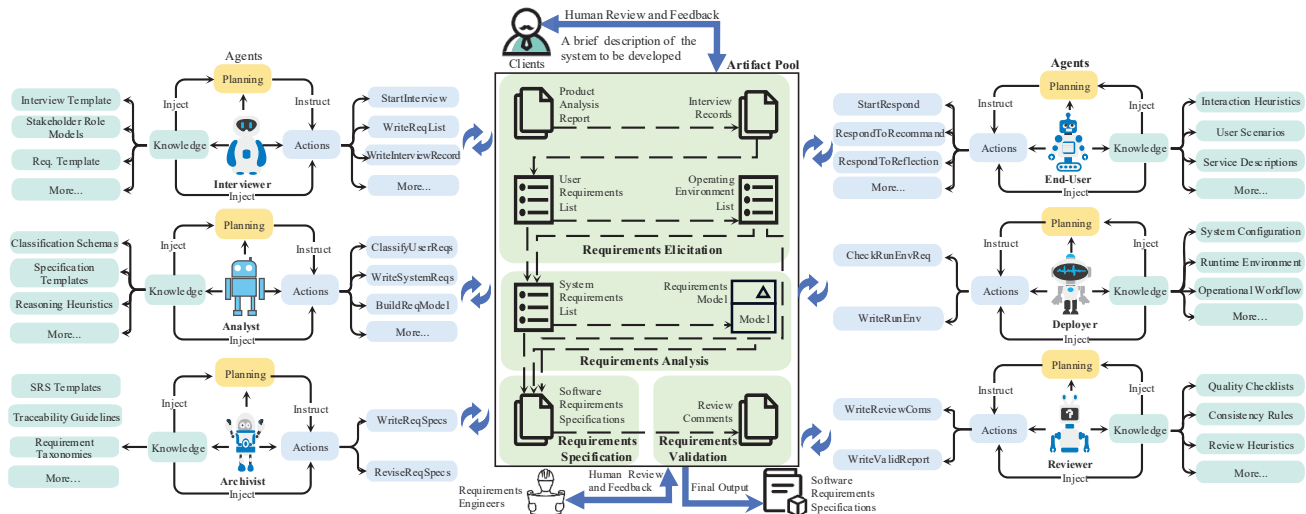 Human Review and Feedback
A brief description of the
system to be developed
Clients
Artifact Pool
Agents
Planning
Inject
Instruct
Interview Template
Stakeholder Role
Models
Req. Template
More...
Knowledge
Interviewer
Actions
Inject
StartInterview
WriteReqList
WriteInterviewRecord
More...
Planning
Inject
Instruct
Classification Schemas
Specification
Templates
Reasoning Heuristics
More...
Knowledge
Analyst
Actions
Inject
ClassifyUserReqs
WriteSystemReqs
BuildReqModel
More...
Planning
Inject
Instruct
SRS Templates
Traceability Guidelines
Requirement
Taxonomies
More...
Knowledge
Archivist
Actions
Inject
WriteReqSpecs
ReviseReqSpecs
Product
Analysis
Report
Interview
Records
User
Requirements
List
Operating
Environment
List
Requirements Elicitation
System
Requirements
List
Requirements
Model
Model
Requirements Analysis
Software
Requirements
Specifications
Requirements
Specification
Review
Comments
Requirements
Validation
Requirements
Engineers
Human Review
and Feedback
Final Output
Software
Requirements
Specifications
Agents
Planning
Instruct
Inject
StartRespond
RespondToRecommand
RespondToReflection
More...
Actions
End-User
Knowledge
Inject
Interaction Heuristics
User Scenarios
Service Descriptions
More...
Planning
Instruct
Inject
CheckRunEnvReq
WriteRunEnv
Actions
Deployer
Knowledge
Inject
System Configuration
Runtime Environment
Operational Workflow
More...
Planning
Instruct
Inject
WriteReviewComs
WriteValidReport
Actions
?
Reviewer
Knowledge
Inject
Quality Checklists
Consistency Rules
Review Heuristics
More...